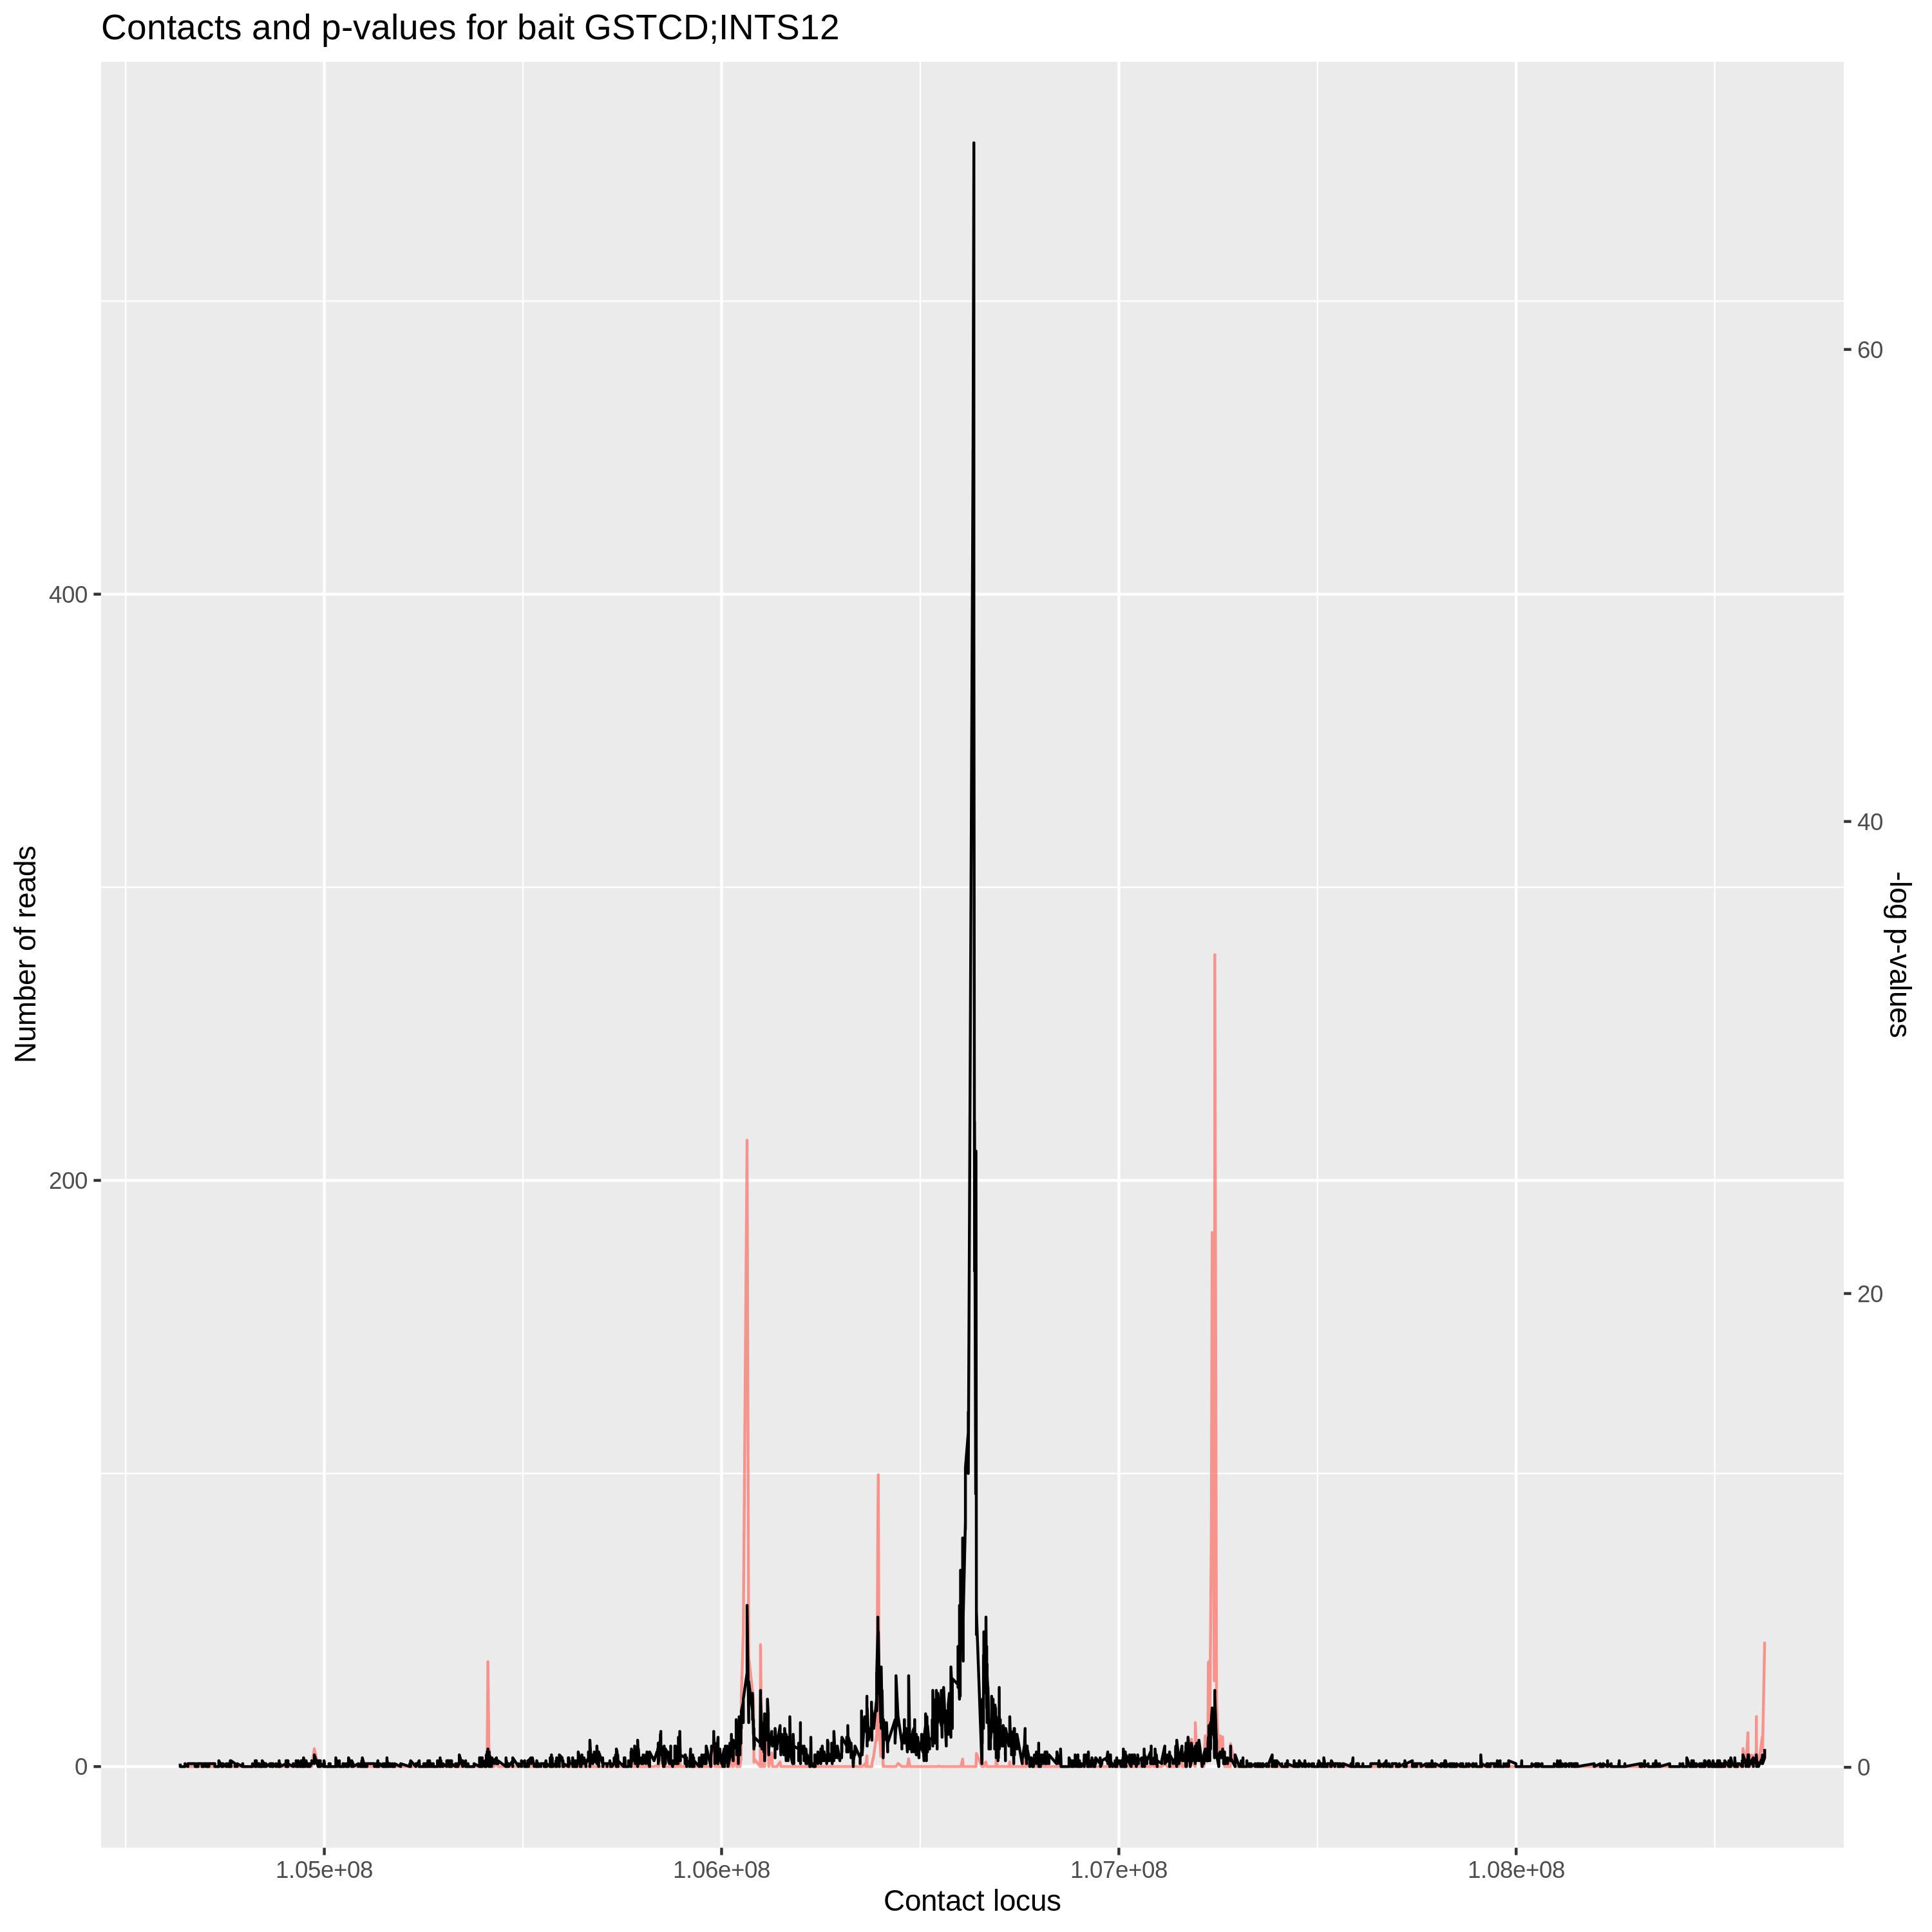 Contacts and p-values for bait GSTCD;INTS12
Number of reads
400
200
0
60
40
20
0
-log p-values
1.05e+08
1.06e+08
1.07e+08
1.08e+08
Contact locus